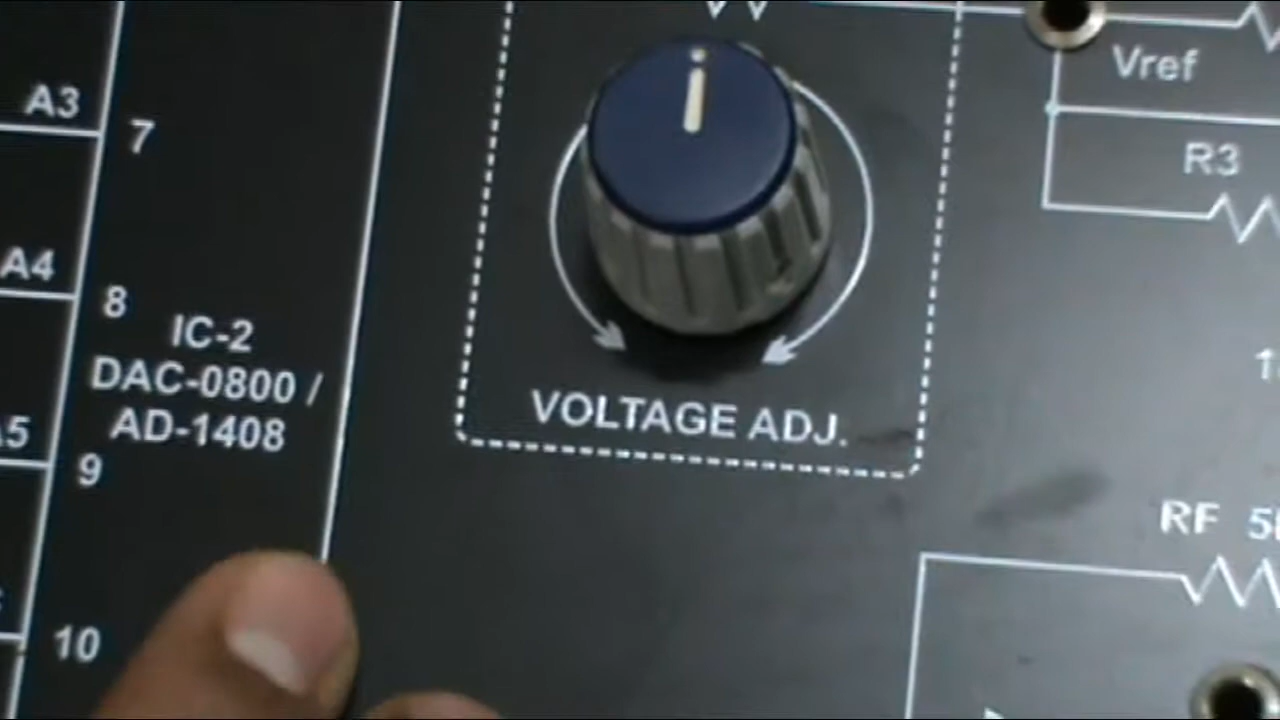 A3
7
A4
8
IC-2
DAC-0800 /
AD-1408
9
10
VOLTAGE ADJ.
Vref
R3
RF